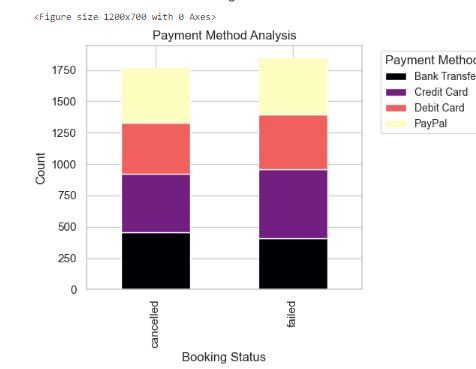 <Figure size 1200x700 with 0 Axes>
Payment Method Analysis
Payment Method
Bank Transfe
Credit Card
Debit Card
PayPal
1750
1500
1250
1000
750
500
250
0
Count
cancelled
failed
Booking Status